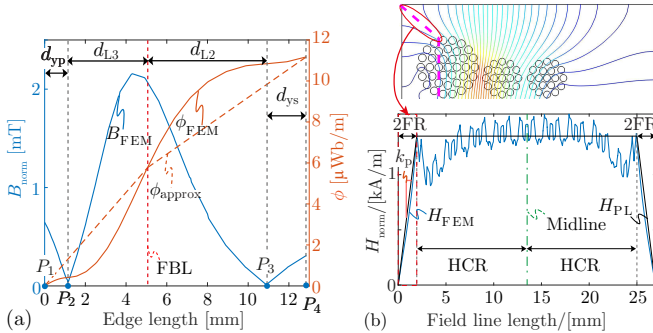 d_yp
d_L3
d_L2
d_ys
B_FEM
ϕ_FEM
ϕ_approx
P_1
P_2
P_3
P_4
FBL
B_norm [mT]
0
1
2
ϕ [μWb/m]
0
2
4
6
8
10
12
0 2 4 6 8 10 12
Edge length [mm]
(a)
2FR
2FR
k_p
H_FEM
H_PL
Midline
HCR
HCR
H_norm/[kA/m]
0
1
0 5 10 15 20 25
Field line length/[mm]
(b)